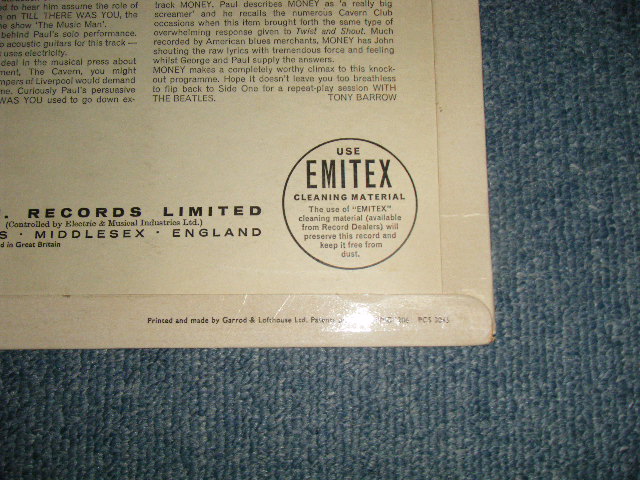 ed to hear him assume the role of
on TILL THERE WAS YOU, the
e show 'The Music Man'.
behind Paul's solo performance.
o acoustic guitars for this track —
uses electricity.
deal in the musical press about
ment, The Cavern, you might
mpers of Liverpool would demand
me. Curiously Paul's persuasive
WAS YOU used to go down ex-
track MONEY. Paul describes MONEY as 'a really big
screamer' and he recalls the numerous Cavern Club
occasions when this item brought forth the same type of
overwhelming response given to Twist and Shout. Much
recorded by American blues merchants, MONEY has John
shouting the raw lyrics with tremendous force and feeling
whilst George and Paul supply the answers.
MONEY makes a completely worthy climax to this knock-
out programme. Hope it doesn't leave you too breathless
to flip back to Side One for a repeat-play session WITH
THE BEATLES. TONY BARROW
USE
EMITEX
CLEANING MATERIAL
The use of "EMITEX"
cleaning material (available
from Record Dealers) will
preserve this record and
keep it free from
dust.
. RECORDS LIMITED
(Controlled by Electric & Musical Industries Ltd.)
S · MIDDLESEX · ENGLAND
d in Great Britain
Printed and made by Garrod & Lofthouse Ltd. Patents PCS 3045